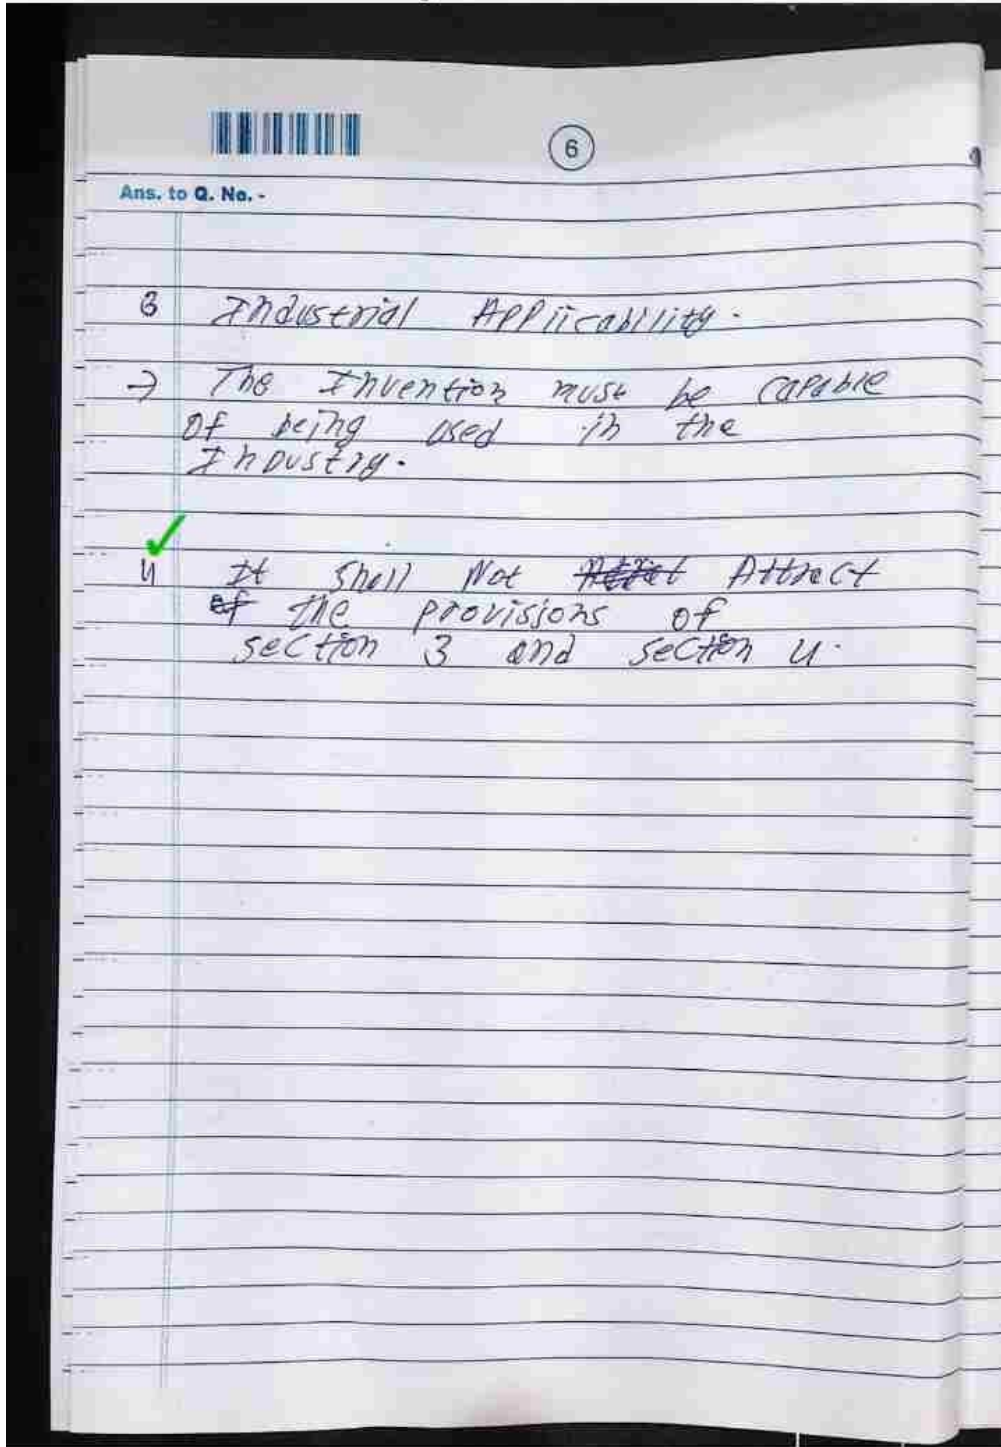 6
Ans. to Q. No. -
3 Industrial Applicability.
→ The Invention must be capable
of being used in the
Industry.
4 It Shall Not Attract
the provisions of
section 3 and section 4.